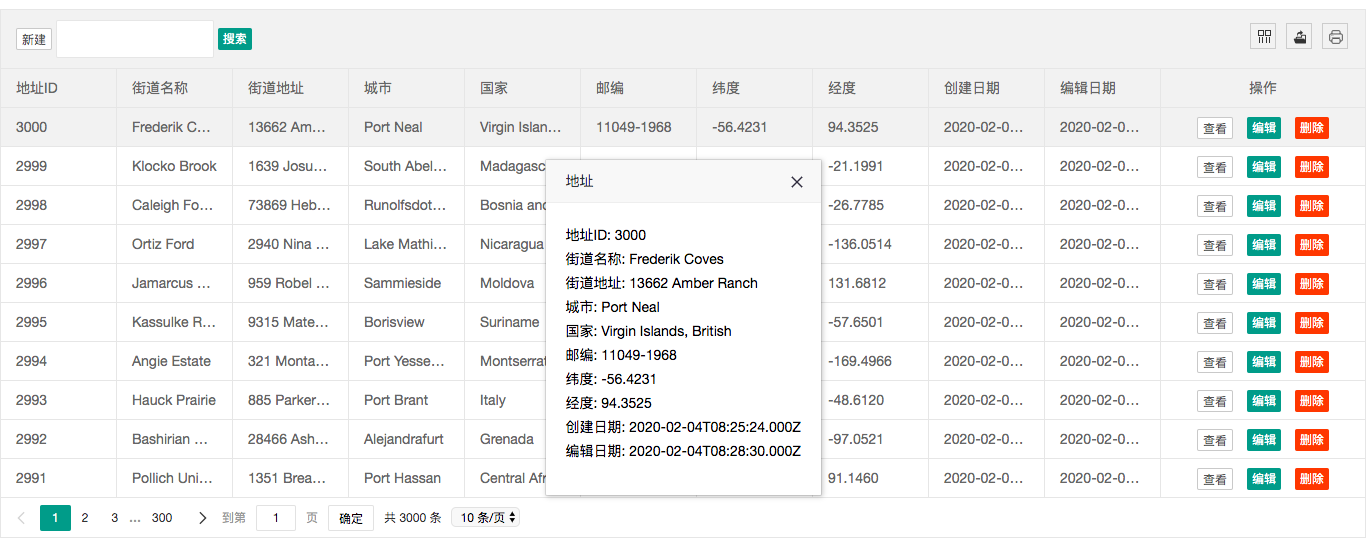 新建 搜索
地址ID 街道名称 街道地址 城市 国家 邮编 纬度 经度 创建日期 编辑日期 操作
3000 Frederik C... 13662 Am... Port Neal Virgin Islan... 11049-1968 -56.4231 94.3525 2020-02-0... 2020-02-0... 查看 编辑 删除
2999 Klocko Brook 1639 Josu... South Abel... Madagasc -21.1991 2020-02-0... 2020-02-0... 查看 编辑 删除
2998 Caleigh Fo... 73869 Heb... Runolfsdot... Bosnia and -26.7785 2020-02-0... 2020-02-0... 查看 编辑 删除
2997 Ortiz Ford 2940 Nina ... Lake Mathi... Nicaragua -136.0514 2020-02-0... 2020-02-0... 查看 编辑 删除
2996 Jamarcus ... 959 Robel ... Sammieside Moldova 131.6812 2020-02-0... 2020-02-0... 查看 编辑 删除
2995 Kassulke R... 9315 Mate... Borisview Suriname -57.6501 2020-02-0... 2020-02-0... 查看 编辑 删除
2994 Angie Estate 321 Monta... Port Yesse... Montserrat -169.4966 2020-02-0... 2020-02-0... 查看 编辑 删除
2993 Hauck Prairie 885 Parker... Port Brant Italy -48.6120 2020-02-0... 2020-02-0... 查看 编辑 删除
2992 Bashirian ... 28466 Ash... Alejandrafurt Grenada -97.0521 2020-02-0... 2020-02-0... 查看 编辑 删除
2991 Pollich Uni... 1351 Brea... Port Hassan Central Afr 91.1460 2020-02-0... 2020-02-0... 查看 编辑 删除
地址
地址ID: 3000
街道名称: Frederik Coves
街道地址: 13662 Amber Ranch
城市: Port Neal
国家: Virgin Islands, British
邮编: 11049-1968
纬度: -56.4231
经度: 94.3525
创建日期: 2020-02-04T08:25:24.000Z
编辑日期: 2020-02-04T08:28:30.000Z
1 2 3 ... 300 到第 1 页 确定 共 3000 条 10 条/页